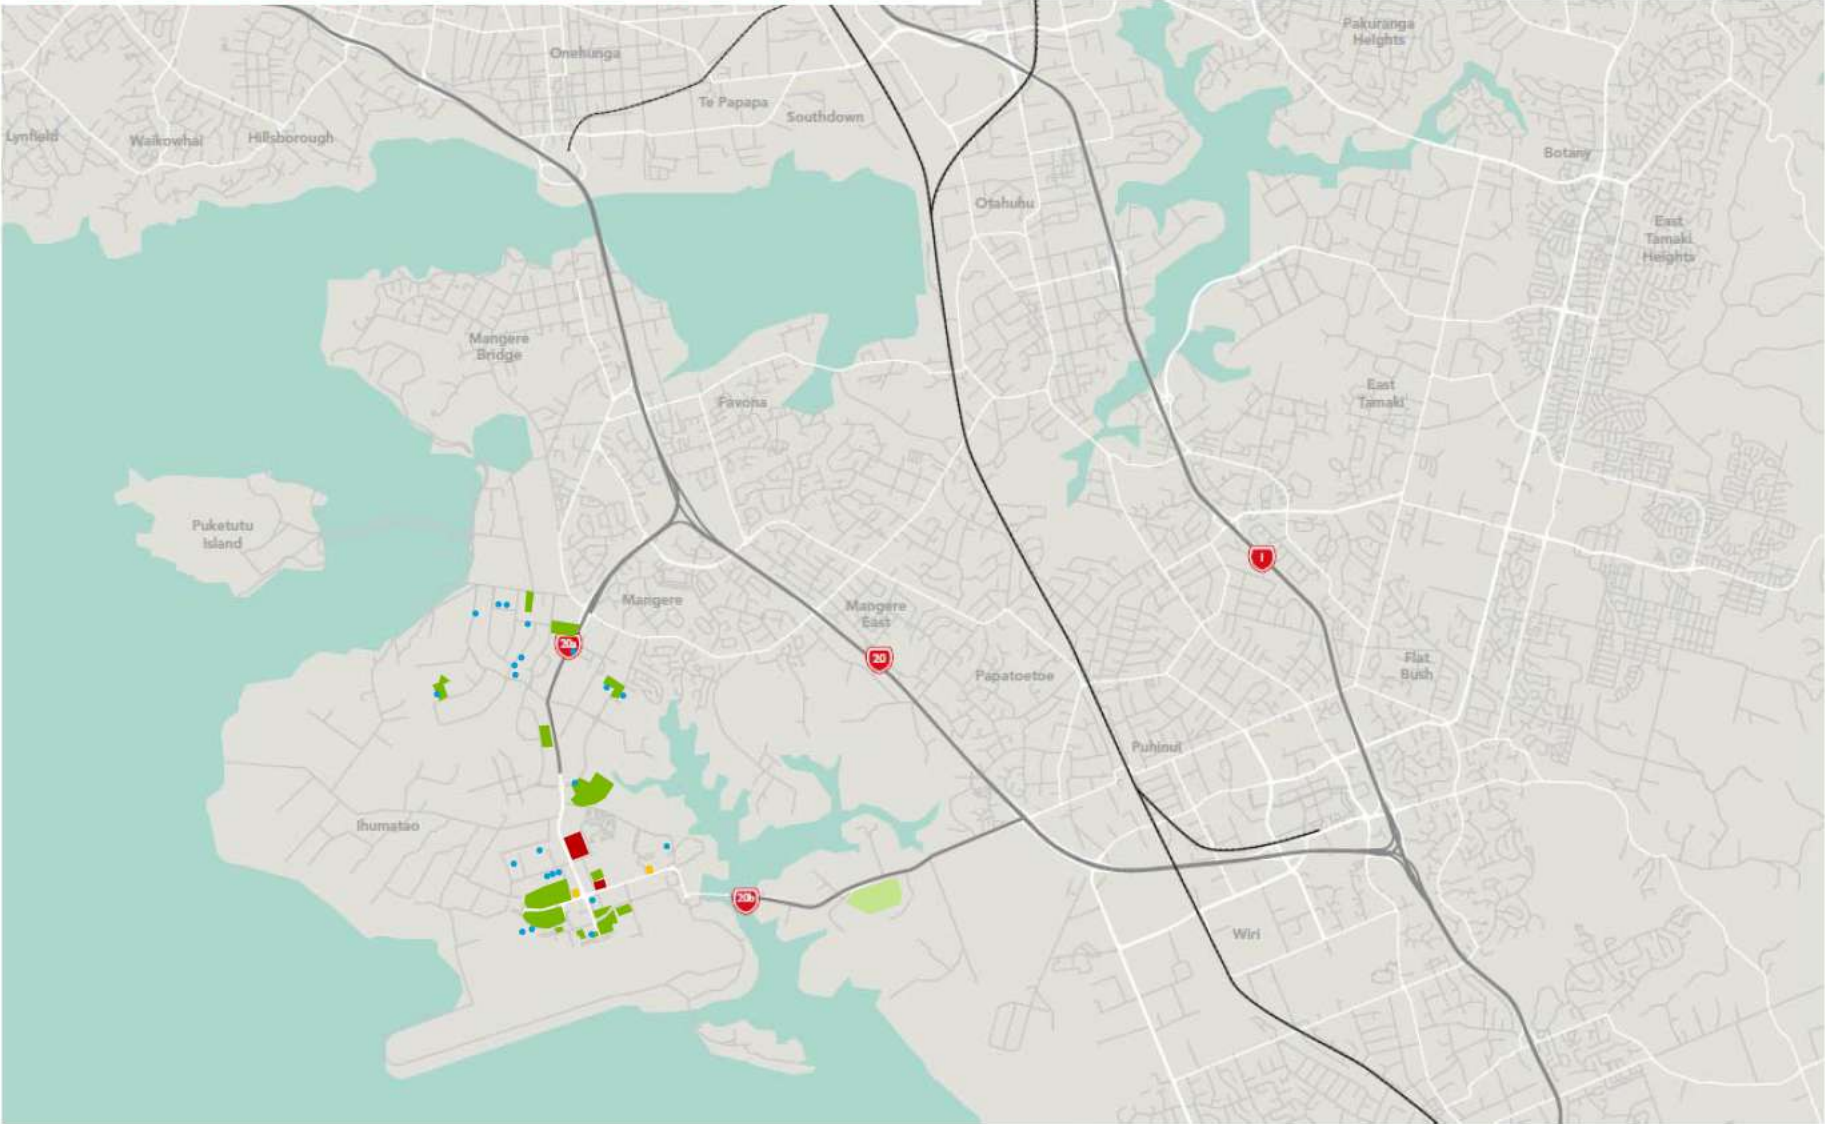 Pakuranga
Heights
Onehunga
Te Papapa
Southdown
Lynfield
Waikowhai
Hillsborough
Botany
Otahuhu
East
Tamaki
Heights
Mangere
Bridge
Favona
East
Tamaki
Puketutu
Island
1
Mangere
Mangere
East
20a
20
Papatoetoe
Flat
Bush
Puhinui
Ihumatao
20b
Wiri